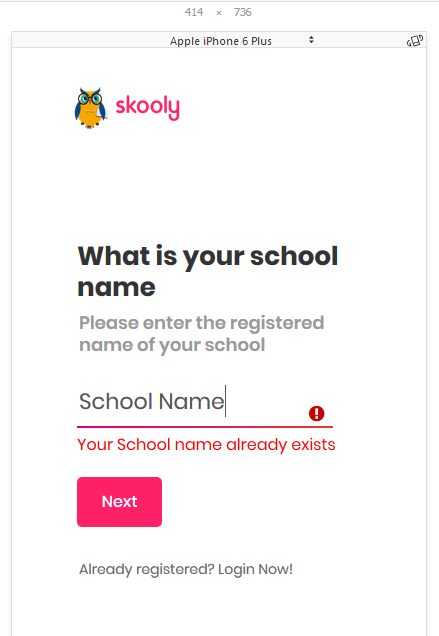 414 × 736
Apple iPhone 6 Plus
skooly
What is your school
name
Please enter the registered
name of your school
School Name
Your School name already exists
Next
Already registered? Login Now!